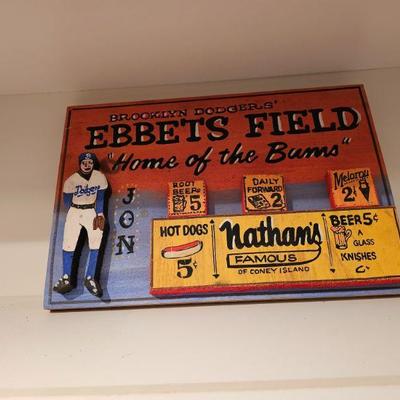 BROOKLYN DODGERS'
EBBETS FIELD
"Home of the Bums"
Dodgers
JON
ROOT
BEER
5
DAILY
FORWARD
2
Melorol
2¢
HOT DOGS
5¢
Nathan's
FAMOUS
OF CONEY ISLAND
BEER 5¢
A
GLASS
KNISHES